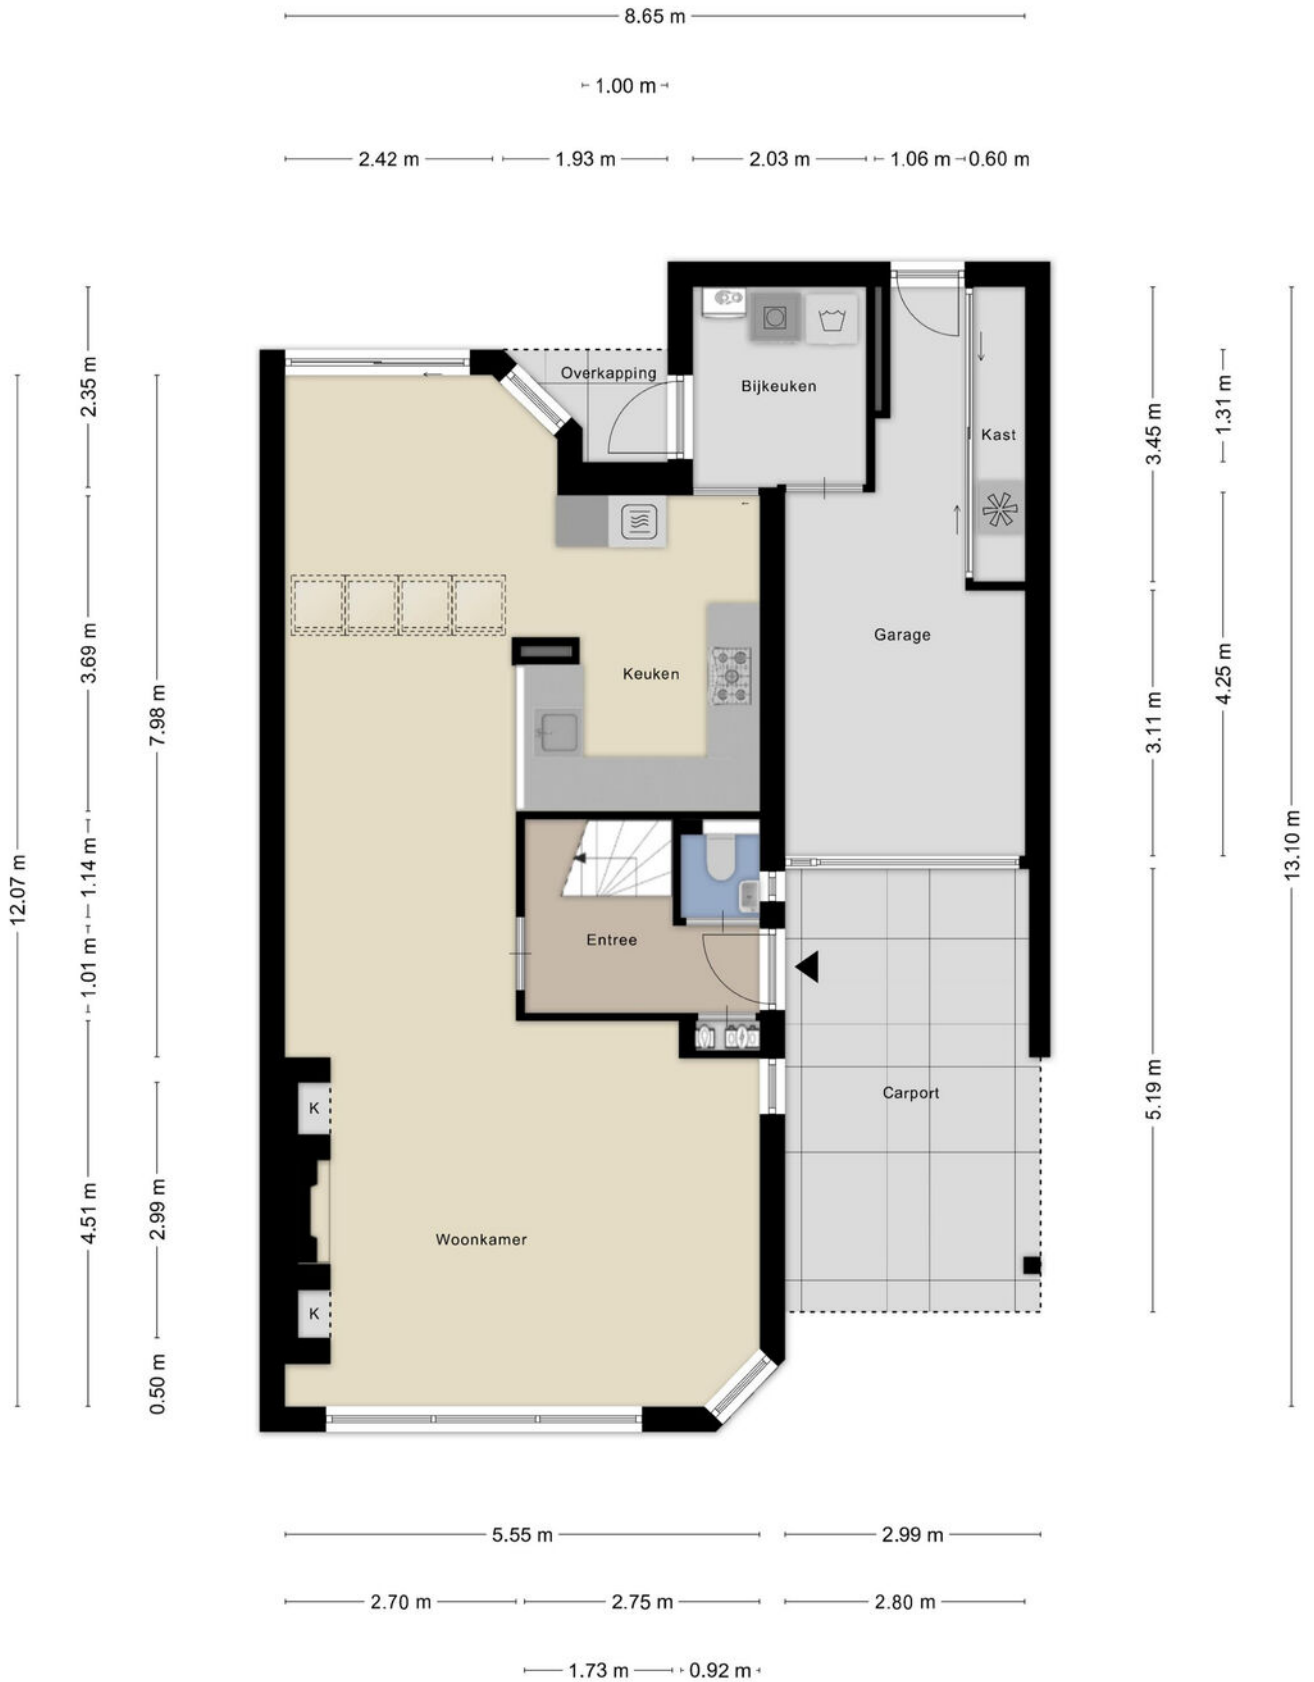 8.65 m
1.00 m
2.42 m
1.93 m
2.03 m
1.06 m
0.60 m
Overkapping
Bijkeuken
Kast
Garage
Keuken
Entree
Carport
K
Woonkamer
K
12.07 m
2.35 m
3.69 m
1.14 m
1.01 m
4.51 m
7.98 m
2.99 m
0.50 m
3.45 m
3.11 m
5.19 m
1.31 m
4.25 m
13.10 m
5.55 m
2.99 m
2.70 m
2.75 m
2.80 m
1.73 m
0.92 m